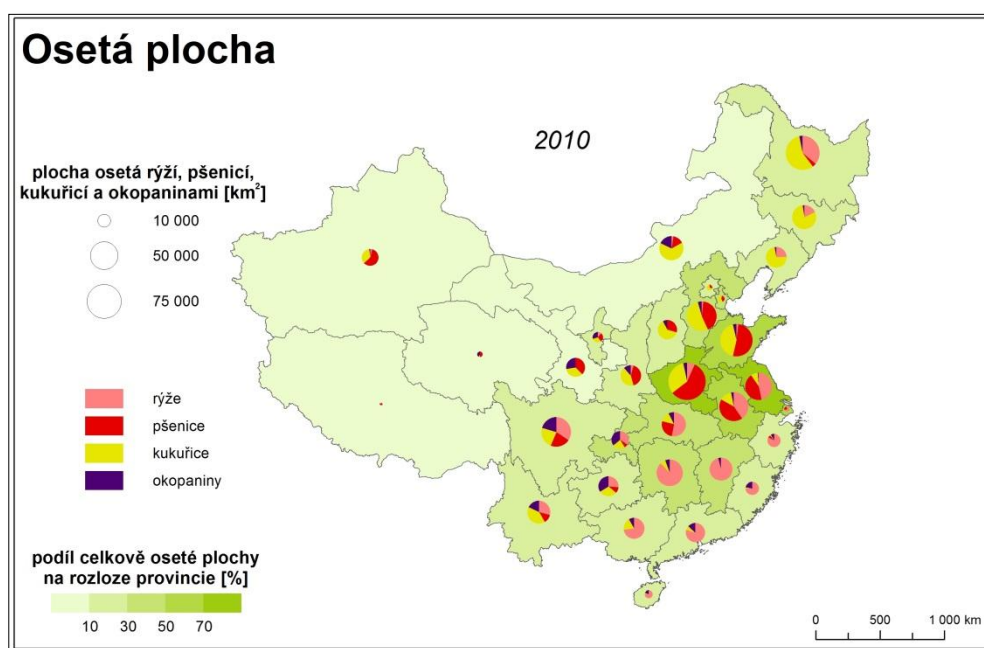 Osetá plocha
2010
plocha osetá rýží, pšenicí,
kukuřicí a okopaninami [km²]
10 000
50 000
75 000
rýže
pšenice
kukuřice
okopaniny
podíl celkově oseté plochy
na rozloze provincie [%]
10 30 50 70
0 500 1 000 km